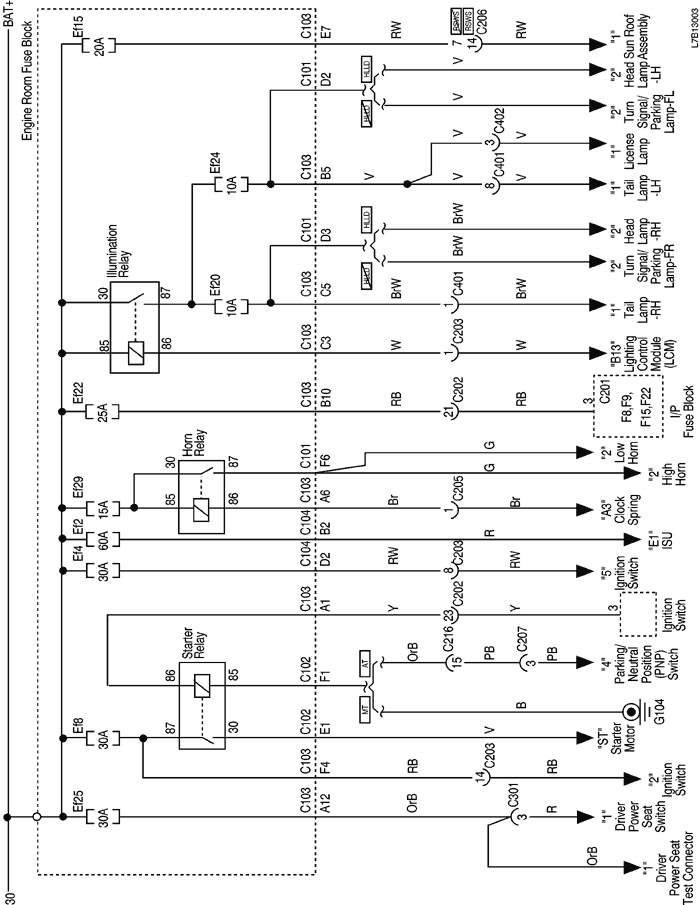 BAT+
30
Engine Room Fuse Block
L7B13003
Ef15
20A
C103
E7
RW
RSWS
RSWS
7
14
C206
RW
"1"
Sun Roof
Assembly
C101
D2
HLLD
HLLD
V
"2"
Head
Lamp
-LH
V
"2"
Turn
Signal/
Parking
Lamp-FL
Ef24
10A
C103
B5
V
V
3
C402
V
"1"
License
Lamp
V
8
C401
V
"1"
Tail
Lamp
-LH
Illumination
Relay
30
87
85
86
C101
D3
HLLD
HLLD
BrW
"2"
Head
Lamp
-RH
BrW
"2"
Turn
Signal/
Parking
Lamp-FR
Ef20
10A
C103
C5
BrW
1
C401
BrW
"1"
Tail
Lamp
-RH
C103
C3
W
1
C203
W
"B13"
Lighting
Control
Module
(LCM)
Ef22
25A
C103
B10
RB
21
C202
RB
3
C201
F8,F9,
F15,F22
I/P
Fuse Block
Horn
Relay
30
87
85
86
C101
F6
G
"2"
Low
Horn
G
"2"
High
Horn
Ef29
15A
C103
A6
Br
1
C205
Br
"A3"
Clock
Spring
Ef2
60A
C104
B2
R
"E1"
ISU
Ef4
30A
C104
D2
RW
8
C203
RW
"5"
Ignition
Switch
C103
A1
Y
23
C202
Y
3
Ignition
Switch
Starter
Relay
86
85
87
30
C102
F1
AT
MT
OrB
15
C216
PB
3
C207
PB
"4"
Parking/
Neutral
Position
(PNP)
Switch
B
G104
Ef8
30A
C102
E1
V
"ST"
Starter
Motor
C103
F4
RB
14
C203
RB
"2"
Ignition
Switch
Ef25
30A
C103
A12
OrB
3
C301
R
"1"
Driver
Power
Seat
Switch
OrB
"1"
Driver
Power Seat
Test Connector